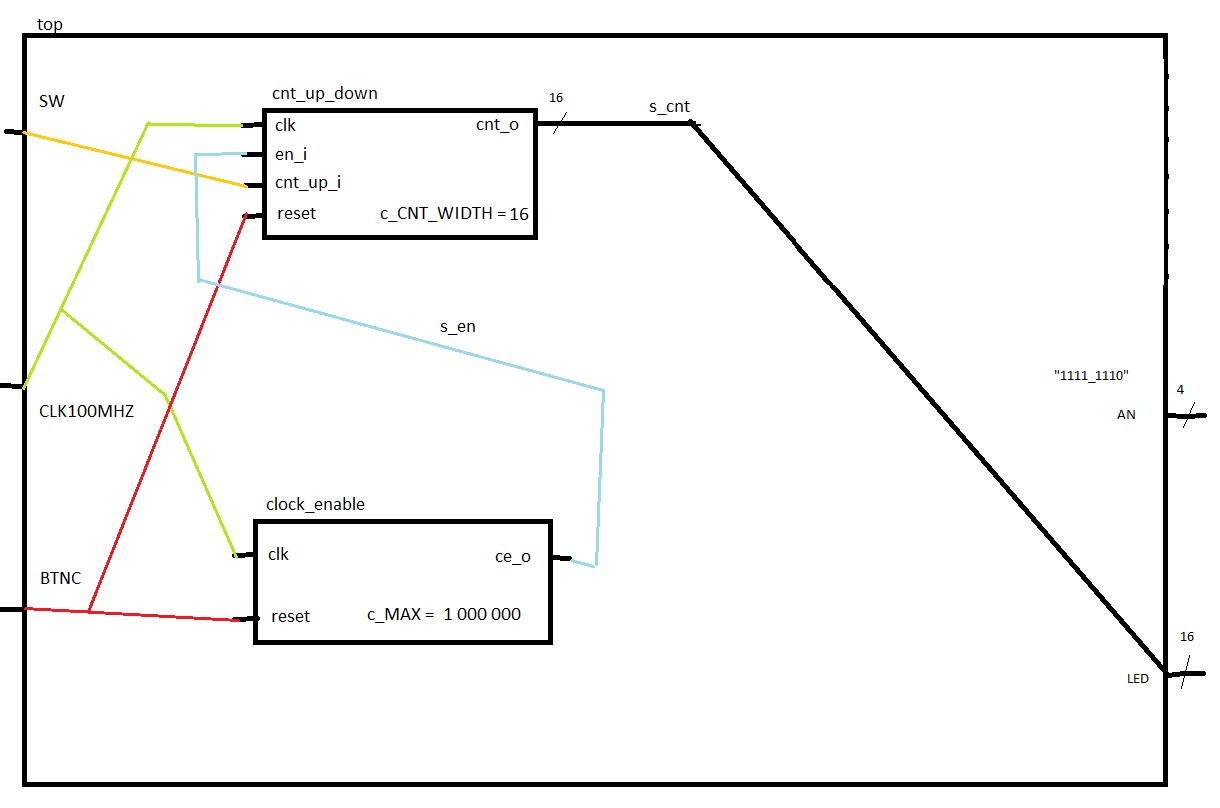 top
SW
cnt_up_down
clk
en_i
cnt_up_i
reset
cnt_o
c_CNT_WIDTH = 16
16
s_cnt
s_en
CLK100MHZ
"1111_1110"
AN
4
clock_enable
clk
ce_o
BTNC
reset
c_MAX = 1 000 000
16
LED